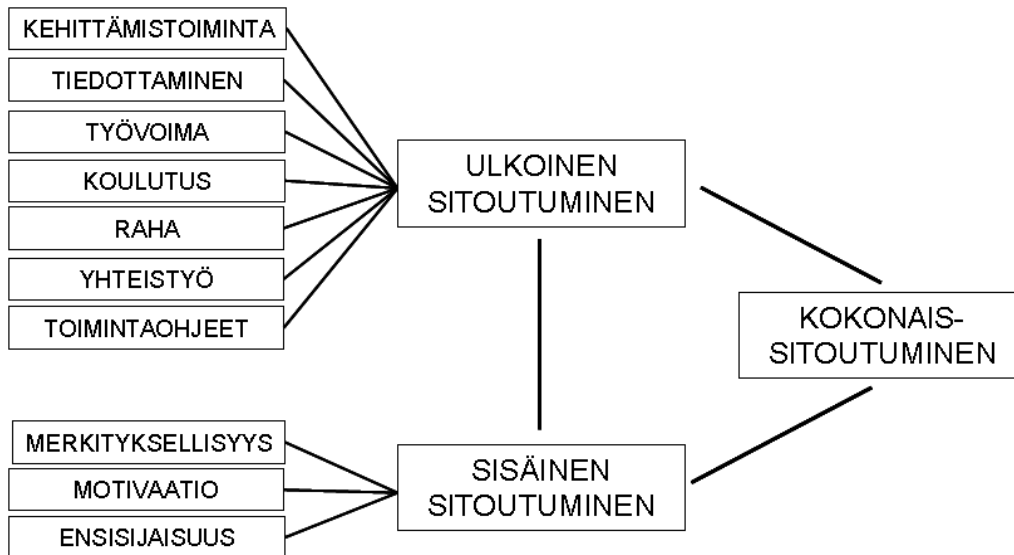 KEHITTÄMISTOIMINTA
TIEDOTTAMINEN
TYÖVOIMA
KOULUTUS
RAHA
YHTEISTYÖ
TOIMINTAOHJEET
ULKOINEN
SITOUTUMINEN
KOKONAIS-
SITOUTUMINEN
MERKITYKSELLISYYS
MOTIVAATIO
ENSISIJAISUUS
SISÄINEN
SITOUTUMINEN